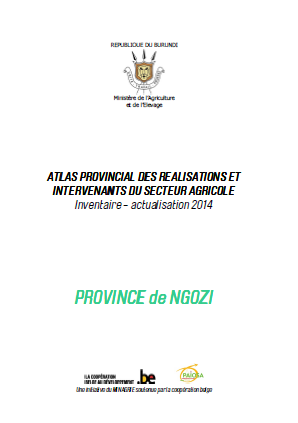 REPUBLIQUE DU BURUNDI
Ministère de l'Agriculture
et de l'Elevage
ATLAS PROVINCIAL DES REALISATIONS ET
INTERVENANTS DU SECTEUR AGRICOLE
Inventaire - actualisation 2014
PROVINCE de NGOZI
LA COOPÉRATION
BELGE AU DÉVELOPPEMENT
.be
PAIOSA
Une initiative du MINAGRIE soutenue par la coopération belge